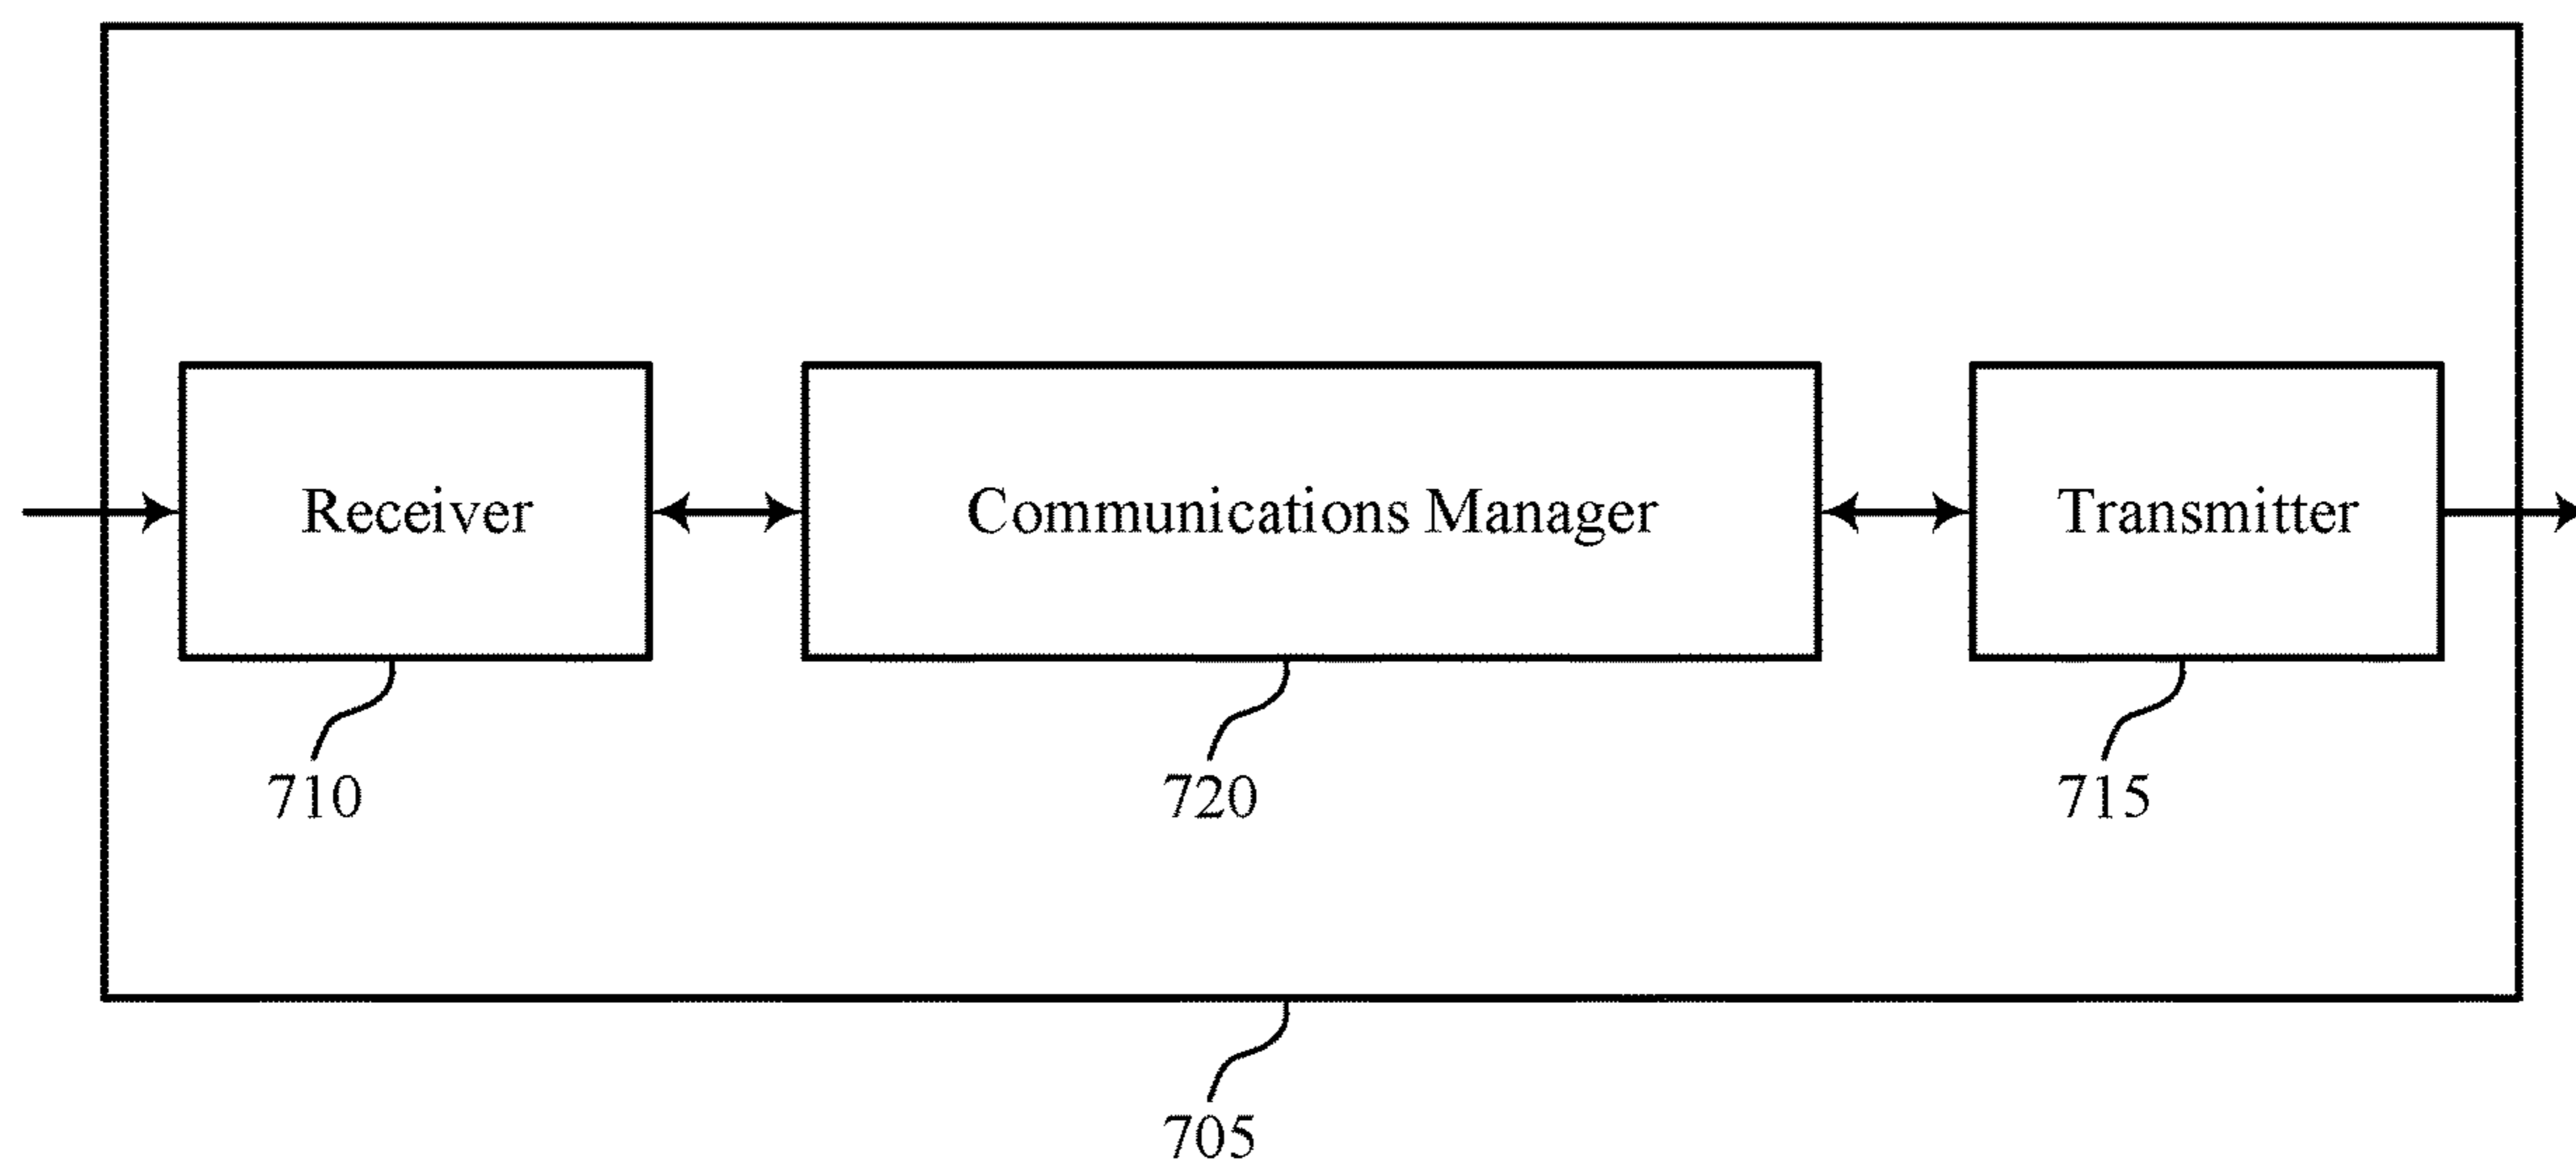 Receiver
Communications Manager
Transmitter
710
720
715
705